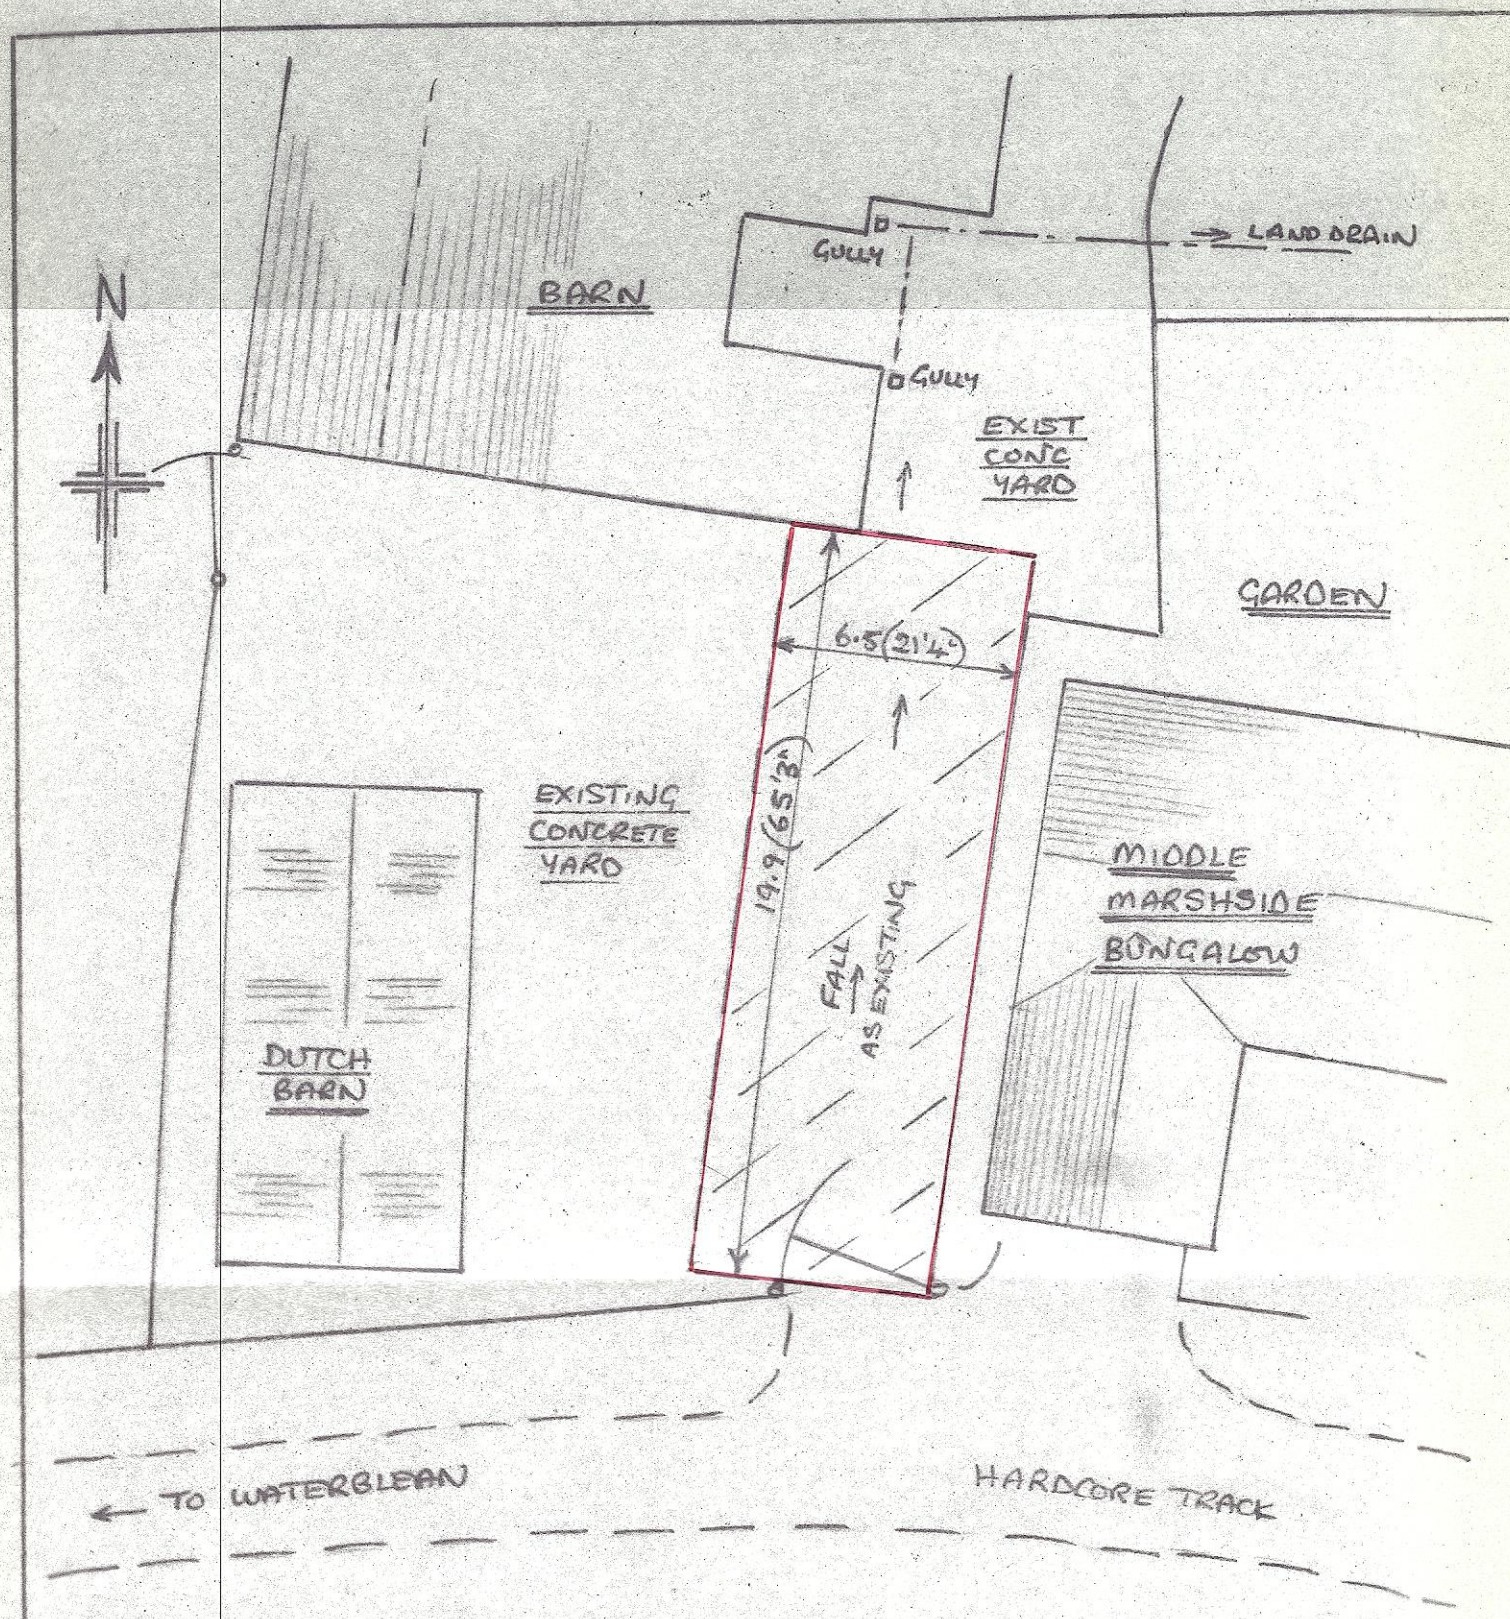 N
BARN
GULLY
LAND DRAIN
GULLY
EXIST
CONC
YARD
GARDEN
6.5(21'4")
19.9(65'3")
EXISTING
CONCRETE
YARD
FALL
AS EXISTING
MIDDLE
MARSHSIDE
BUNGALOW
DUTCH
BARN
TO WATERBLEAN
HARDCORE TRACK